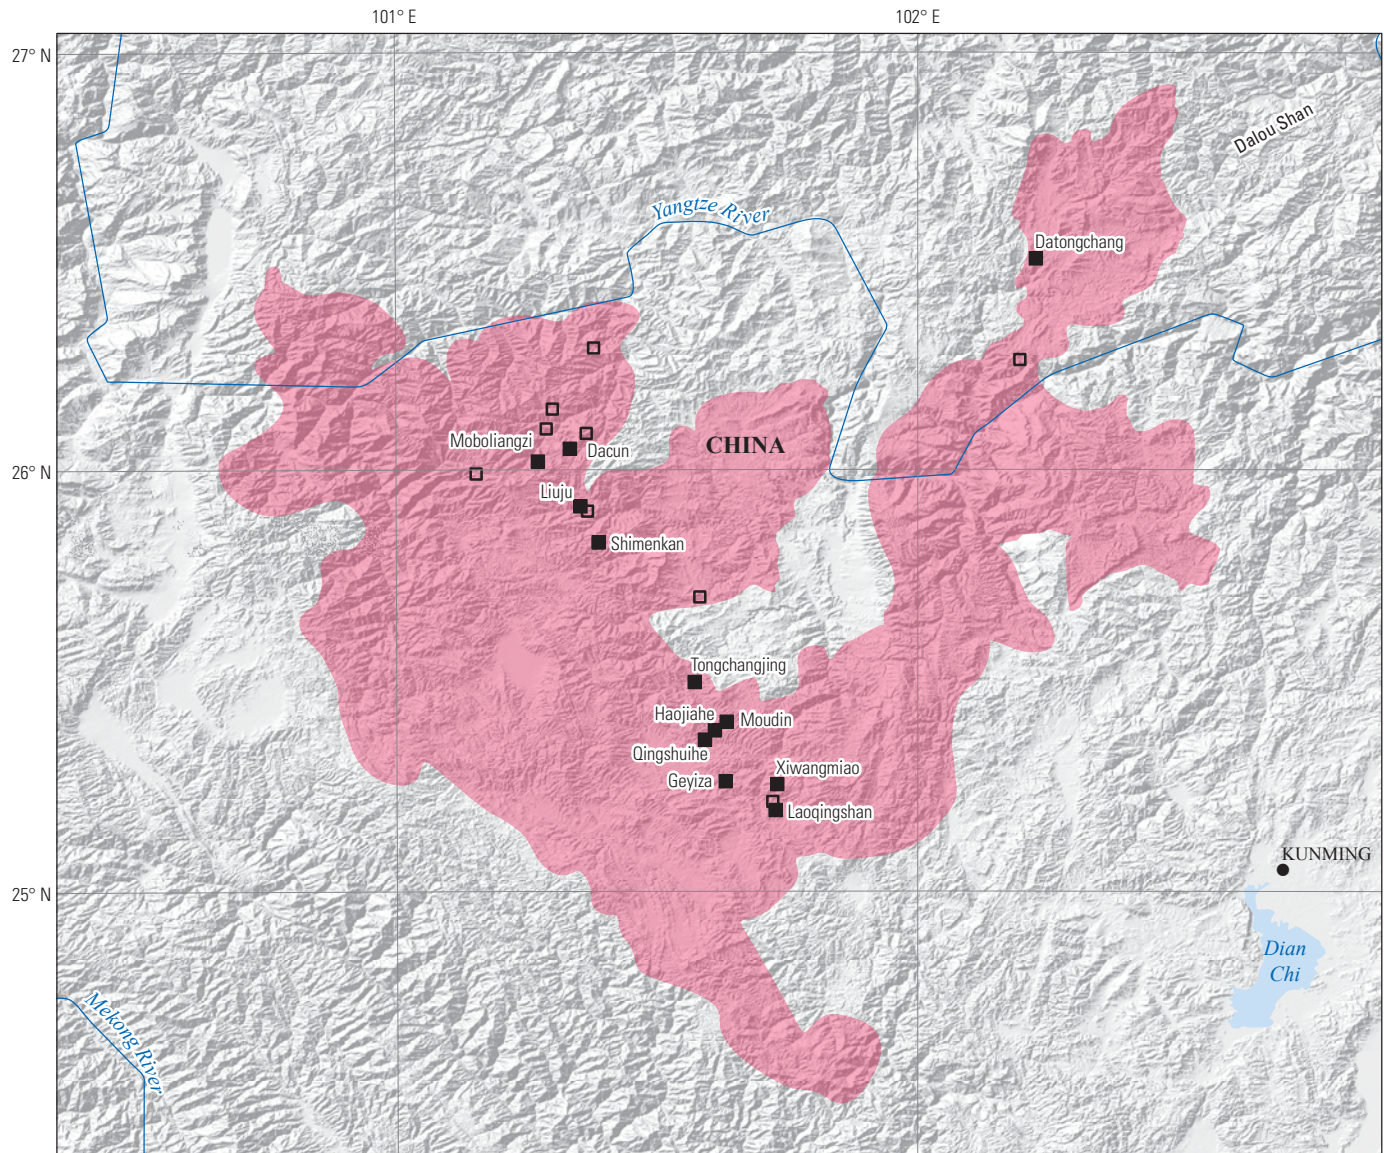 101° E
102° E
27° N
Dalou Shan
Yangtze River
Datongchang
CHINA
Moboliangzi
Dacun
26° N
Liuju
Shimenkan
Tongchangjing
Haojiahe
Moudin
Qingshuihe
Xiwangmiao
Geyiza
Laoqingshan
KUNMING
25° N
Dian
Chi
Mekong River